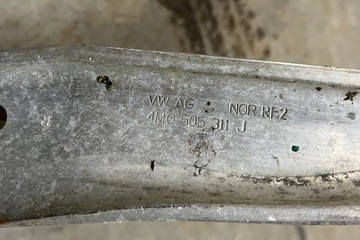 VW AG NOR RF2
4M0 505 311 J